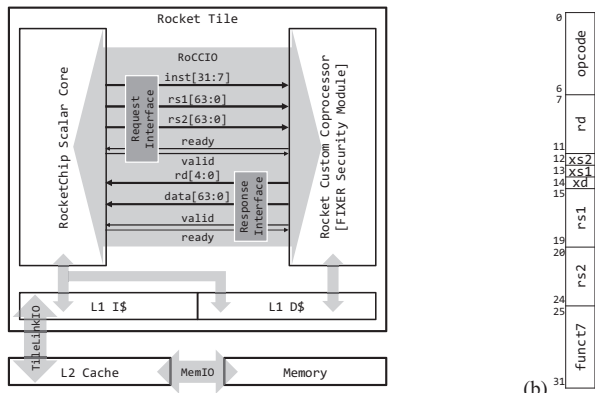 Rocket Tile
RoCCIO
inst[31:7]
rs1[63:0]
rs2[63:0]
ready
valid
rd[4:0]
data[63:0]
valid
ready
Request
Interface
Response
Interface
RocketChip Scalar Core
Rocket Custom Coprocessor
[FIXER Security Module]
L1 I$
L1 D$
TileLinkIO
L2 Cache
MemIO
Memory
0
opcode
6
7
rd
11
12
xs2
13
xs1
14
xd
15
rs1
19
20
rs2
24
25
funct7
31
(b)